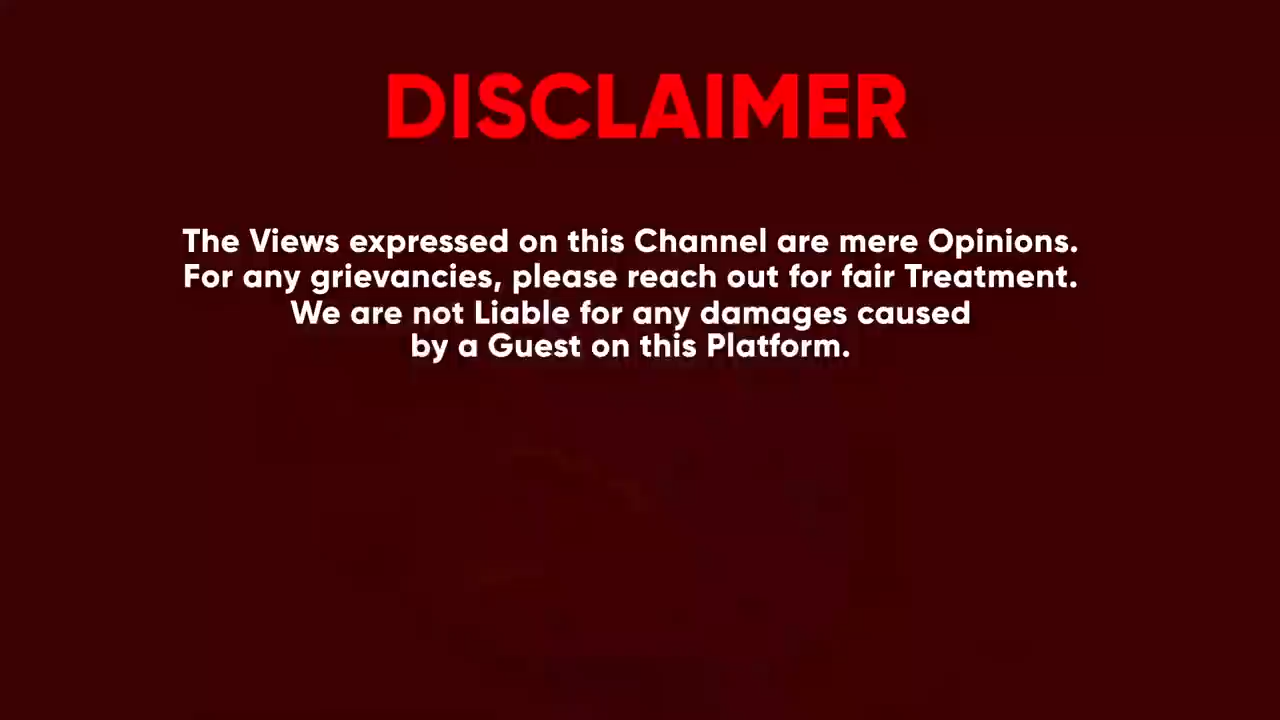 DISCLAIMER
The Views expressed on this Channel are mere Opinions.
For any grievancies, please reach out for fair Treatment.
We are not Liable for any damages caused
by a Guest on this Platform.